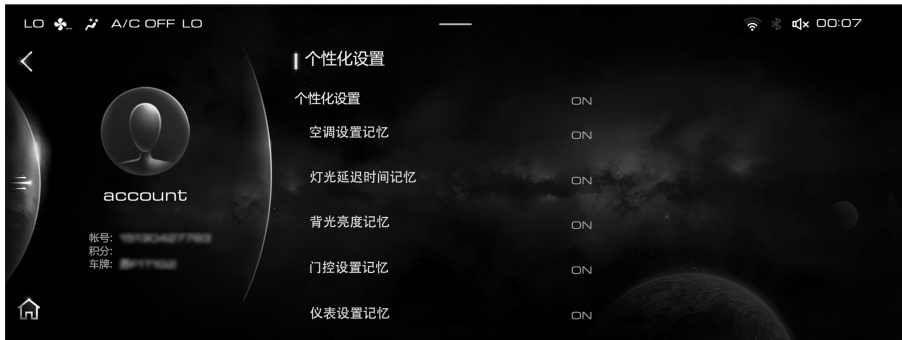 LO A/C OFF LO 00:07
个性化设置
account
帐号:
积分:
车牌:
个性化设置 ON
空调设置记忆 ON
灯光延迟时间记忆 ON
背光亮度记忆 ON
门控设置记忆 ON
仪表设置记忆 ON